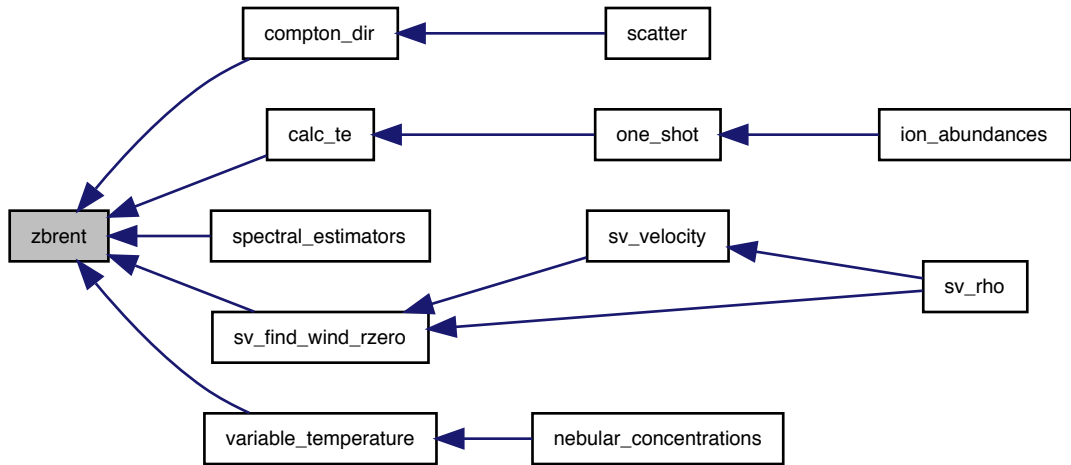 compton_dir
scatter
calc_te
one_shot
ion_abundances
zbrent
spectral_estimators
sv_velocity
sv_rho
sv_find_wind_rzero
variable_temperature
nebular_concentrations